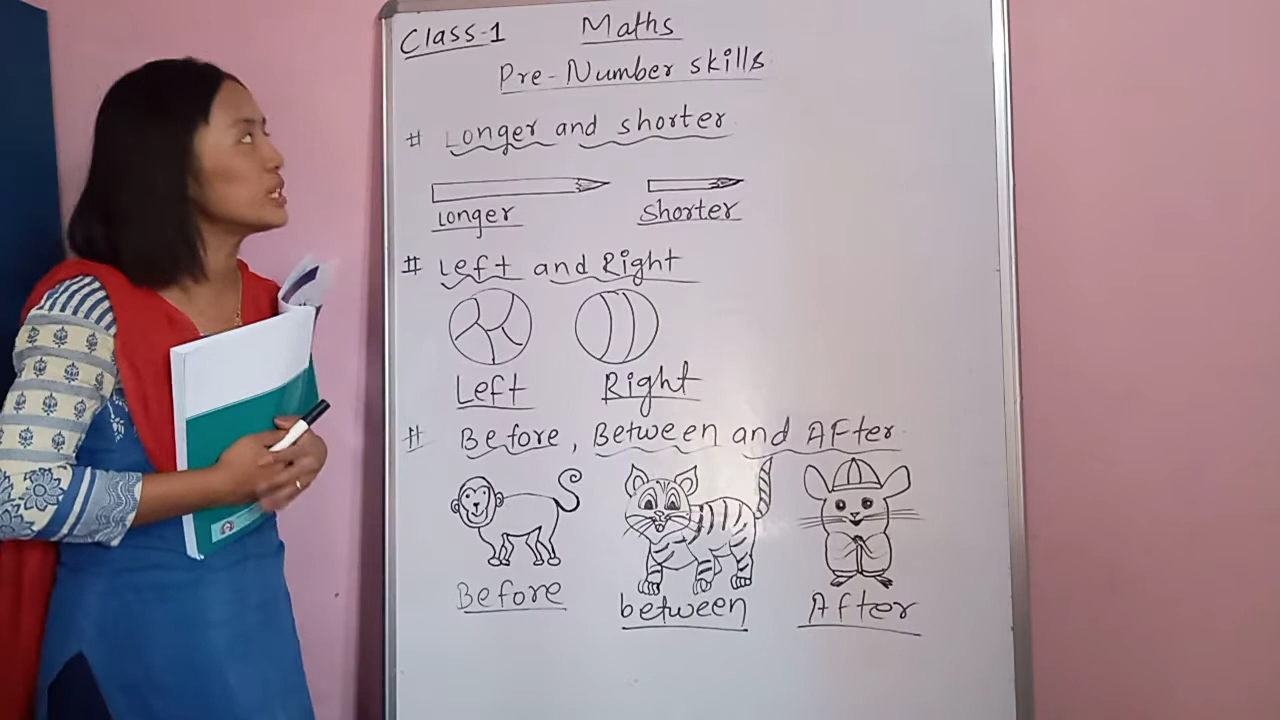 Class-1 Maths
Pre-Number skills
# Longer and shorter
Longer shorter
# Left and Right
Left Right
# Before, Between and After
Before between After